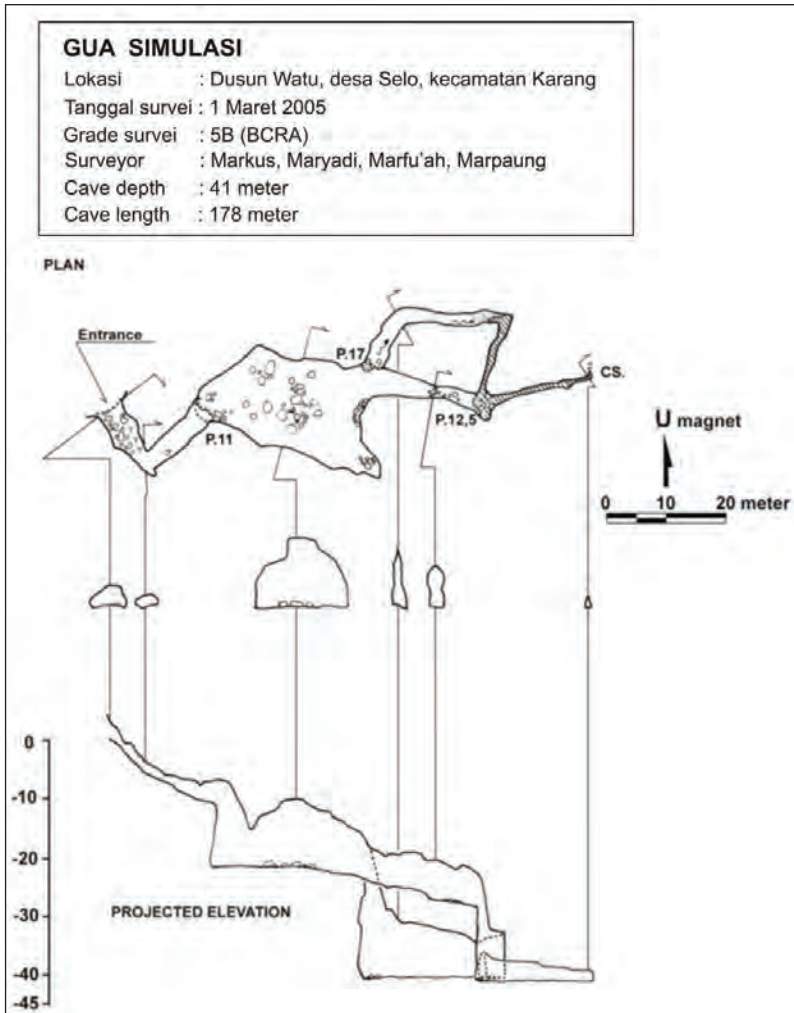 GUA SIMULASI
Lokasi : Dusun Watu, desa Selo, kecamatan Karang
Tanggal survei : 1 Maret 2005
Grade survei : 5B (BCRA)
Surveyor : Markus, Maryadi, Marfu'ah, Marpaung
Cave depth : 41 meter
Cave length : 178 meter
PLAN
Entrance
P.17
P.11
P.12,5
CS.
U magnet
0 10 20 meter
0
-10
-20
-30
-40
-45
PROJECTED ELEVATION